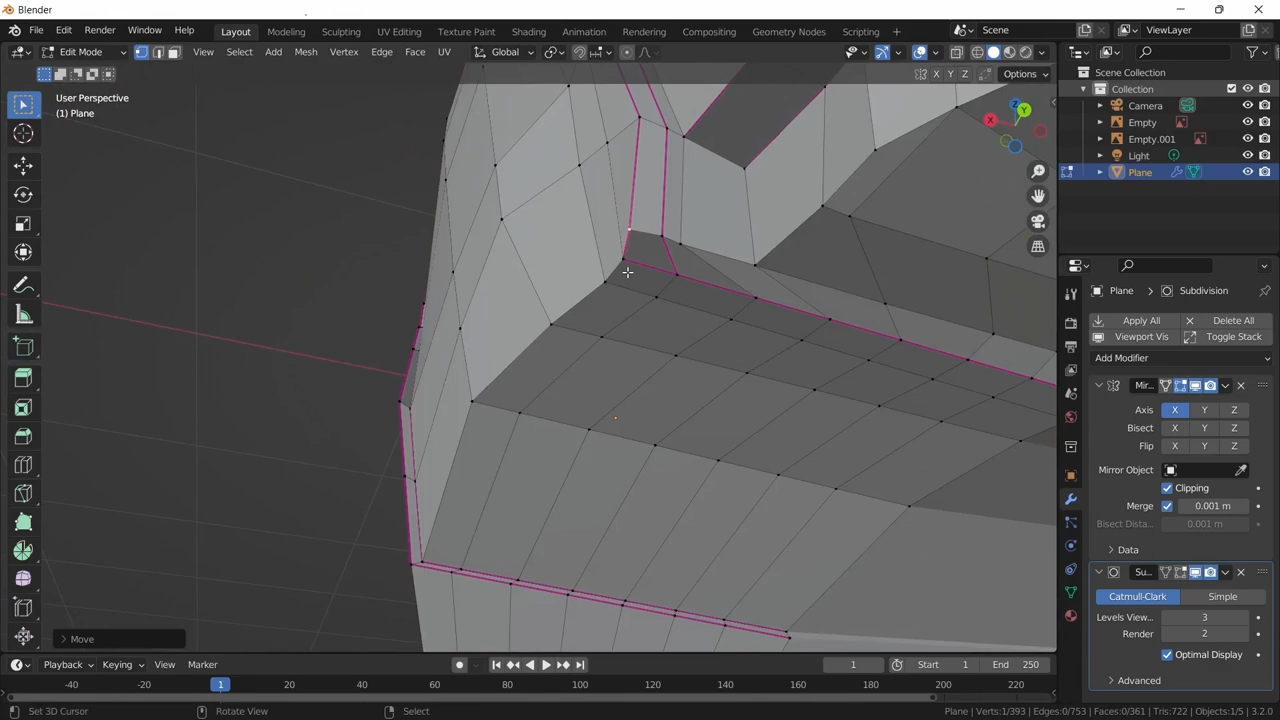 Blender
File Edit Render Window Help Layout Modeling Sculpting UV Editing Texture Paint Shading Animation Rendering Compositing Geometry Nodes Scripting + Scene ViewLayer
Edit Mode View Select Add Mesh Vertex Edge Face UV Global
X Y Z Options
User Perspective
(1) Plane
Scene Collection
Collection
Camera
Empty
Empty.001
Light
Plane
Z
Y
X
Plane > Subdivision
Apply All Delete All
Viewport Vis Toggle Stack
Add Modifier
Mir...
Axis X Y Z
Bisect X Y Z
Flip X Y Z
Mirror Object
Clipping
Merge 0.001 m
Bisect Dista... 0.001 m
Data
Su...
Catmull-Clark Simple
Levels View... 3
Render 2
Optimal Display
Advanced
Move
Playback Keying View Marker 1 Start 1 End 250
-40 -20 1 20 40 60 80 100 120 140 160 180 200 220
Set 3D Cursor Rotate View Select Plane | Verts:1/393 | Edges:0/753 | Faces:0/361 | Tris:722 | Objects:1/5 | 3.2.0